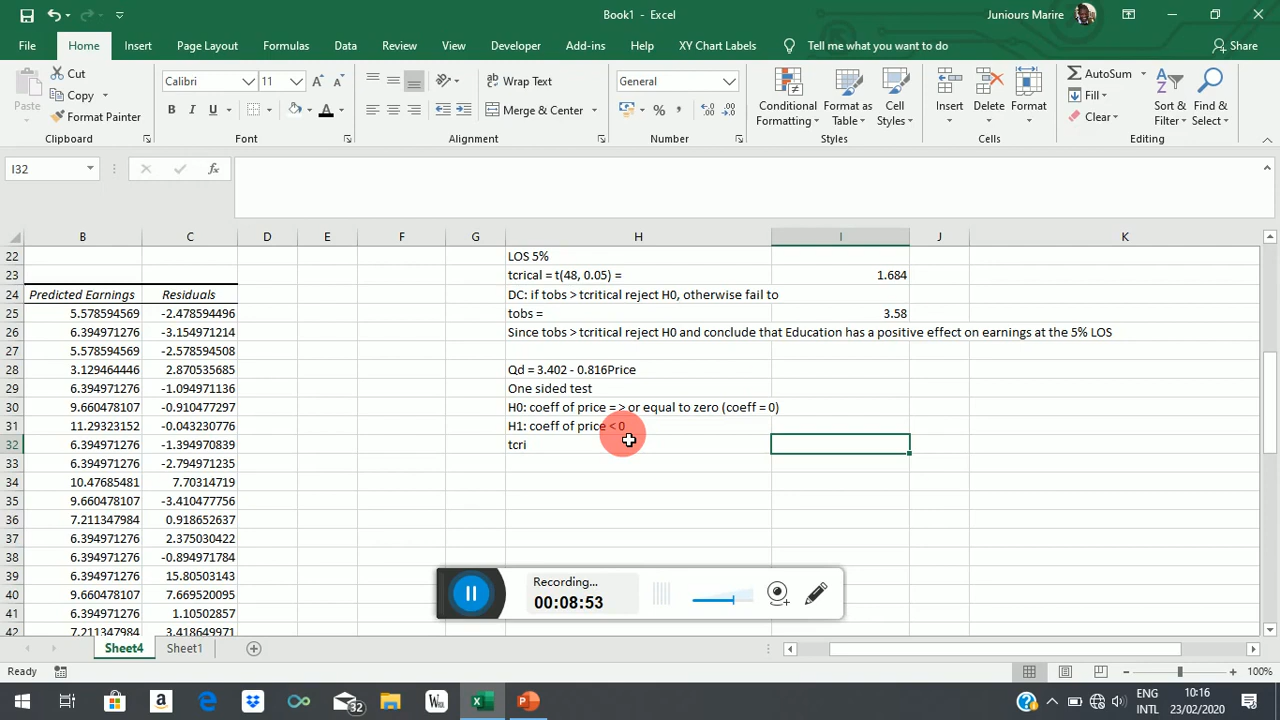 Book1 - Excel
Juniours Marire
File Home Insert Page Layout Formulas Data Review View Developer Add-ins Help XY Chart Labels Tell me what you want to do Share
Cut
Copy
Format Painter
Paste
Clipboard
Calibri 11
B I U
Font
Wrap Text
Merge & Center
Alignment
General
Number
Conditional Formatting
Format as Table
Cell Styles
Styles
Insert Delete Format
Cells
AutoSum
Fill
Clear
Sort & Filter
Find & Select
Editing
I32
fx
B C D E F G H I J K
22 LOS 5%
23 tcrical = t(48, 0.05) = 1.684
24 Predicted Earnings Residuals DC: if tobs > tcritical reject H0, otherwise fail to
25 5.578594569 -2.478594496 tobs = 3.58
26 6.394971276 -3.154971214 Since tobs > tcritical reject H0 and conclude that Education has a positive effect on earnings at the 5% LOS
27 5.578594569 -2.578594508
28 3.129464446 2.870535685 Qd = 3.402 - 0.816Price
29 6.394971276 -1.094971136 One sided test
30 9.660478107 -0.910447297 H0: coeff of price = > or equal to zero (coeff = 0)
31 11.29323152 -0.043230776 H1: coeff of price < 0
32 6.394971276 -1.394970839 tcri
33 6.394971276 -2.794971235
34 10.47685481 7.70314719
35 9.660478107 -3.410477756
36 7.211347984 0.918652637
37 6.394971276 2.375030422
38 6.394971276 -0.894971784
39 6.394971276 15.80503143
40 6.394971276 7.669520095
41 6.394971276 1.10502857
42 7.211347984 3.418649971
Recording...
00:08:53
Sheet4 Sheet1
Ready
100%
32
W
ENG
INTL
10:16
23/02/2020